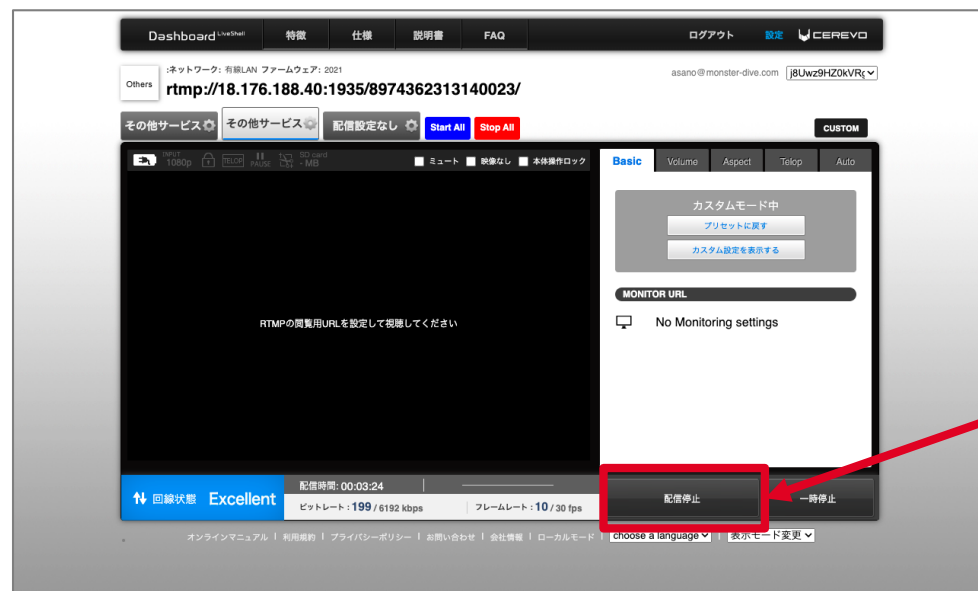 Dashboard LiveShell 特徴 仕様 説明書 FAQ ログアウト 設定 CEREVO
:ネットワーク: 有線LAN ファームウェア: 2021
Others rtmp://18.176.188.40:1935/8974362313140023/
asano@monster-dive.com j8Uwz9HZ0kVR
その他サービス その他サービス 配信設定なし Start All Stop All CUSTOM
INPUT 1080p TELOP PAUSE SD card - MB ミュート 映像なし 本体操作ロック
Basic Volume Aspect Telop Auto
カスタムモード中
プリセットに戻す
カスタム設定を表示する
MONITOR URL
No Monitoring settings
RTMPの閲覧用URLを設定して視聴してください
回線状態 Excellent
配信時間: 00:03:24
ビットレート : 199 / 6192 kbps フレームレート : 10 / 30 fps
配信停止 一時停止
オンラインマニュアル | 利用規約 | プライバシーポリシー | お問い合わせ | 会社情報 | ローカルモード | choose a language | 表示モード変更